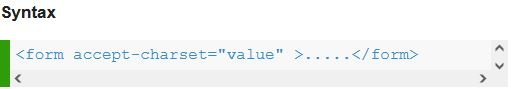 Syntax
<form accept-charset="value" >.....</form>